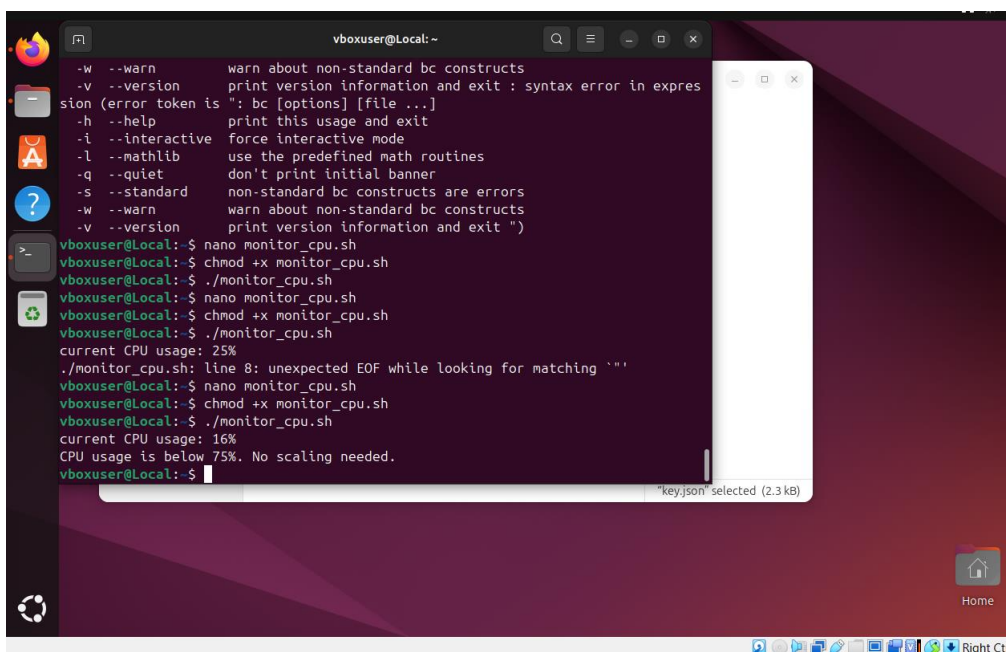 vboxuser@Local: ~
-w --warn warn about non-standard bc constructs
-v --version print version information and exit : syntax error in expres
sion (error token is ": bc [options] [file ...]
-h --help print this usage and exit
-i --interactive force interactive mode
-l --mathlib use the predefined math routines
-q --quiet don't print initial banner
-s --standard non-standard bc constructs are errors
-w --warn warn about non-standard bc constructs
-v --version print version information and exit ")
vboxuser@Local:~$ nano monitor_cpu.sh
vboxuser@Local:~$ chmod +x monitor_cpu.sh
vboxuser@Local:~$ ./monitor_cpu.sh
vboxuser@Local:~$ nano monitor_cpu.sh
vboxuser@Local:~$ chmod +x monitor_cpu.sh
vboxuser@Local:~$ ./monitor_cpu.sh
current CPU usage: 25%
./monitor_cpu.sh: line 8: unexpected EOF while looking for matching `"'
vboxuser@Local:~$ nano monitor_cpu.sh
vboxuser@Local:~$ chmod +x monitor_cpu.sh
vboxuser@Local:~$ ./monitor_cpu.sh
current CPU usage: 16%
CPU usage is below 75%. No scaling needed.
vboxuser@Local:~$
"key.json" selected (2.3 kB)
Home
Right Ct